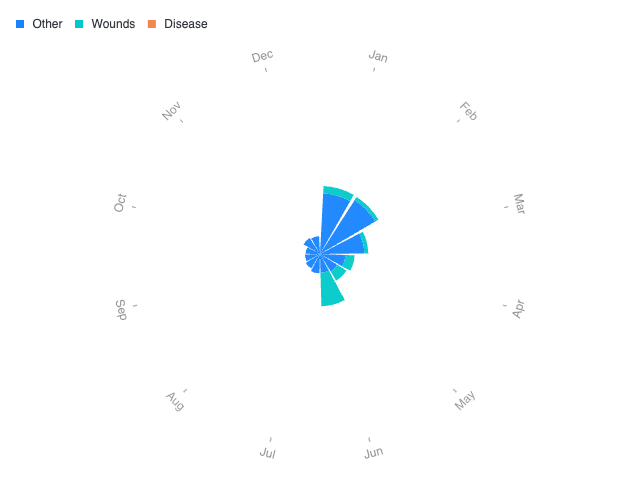 Other Wounds Disease
Dec Jan
Nov Feb
Oct Mar
Sep Apr
Aug May
Jul Jun